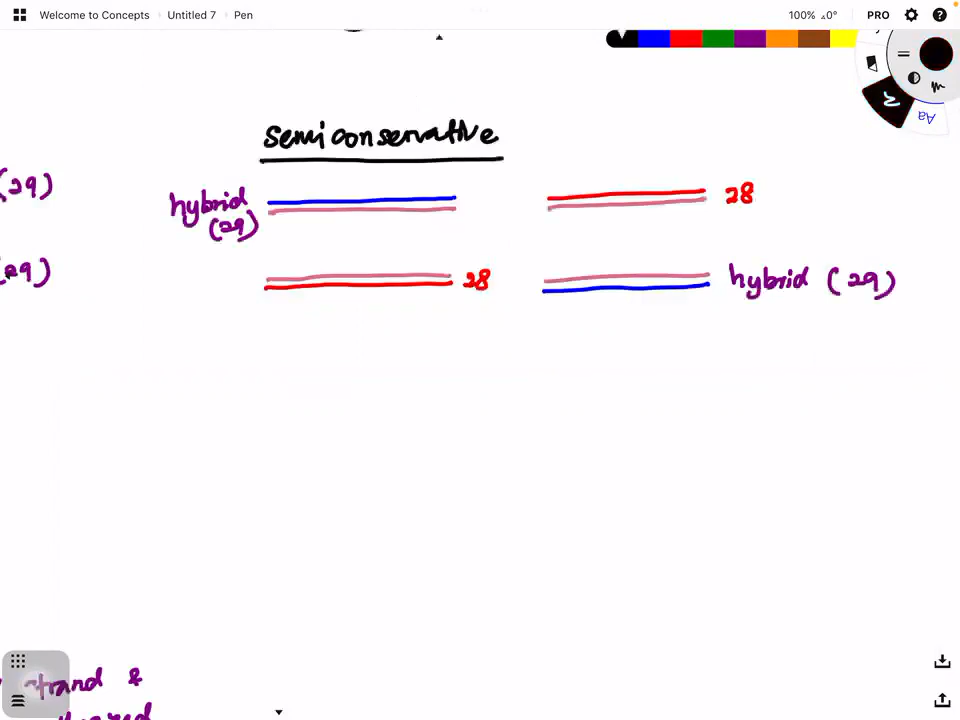 Welcome to Concepts Untitled 7 Pen 100% 0° PRO
Aa
semiconservative
(29)
hybrid
(29)
28
(29)
28
hybrid (29)
strand &